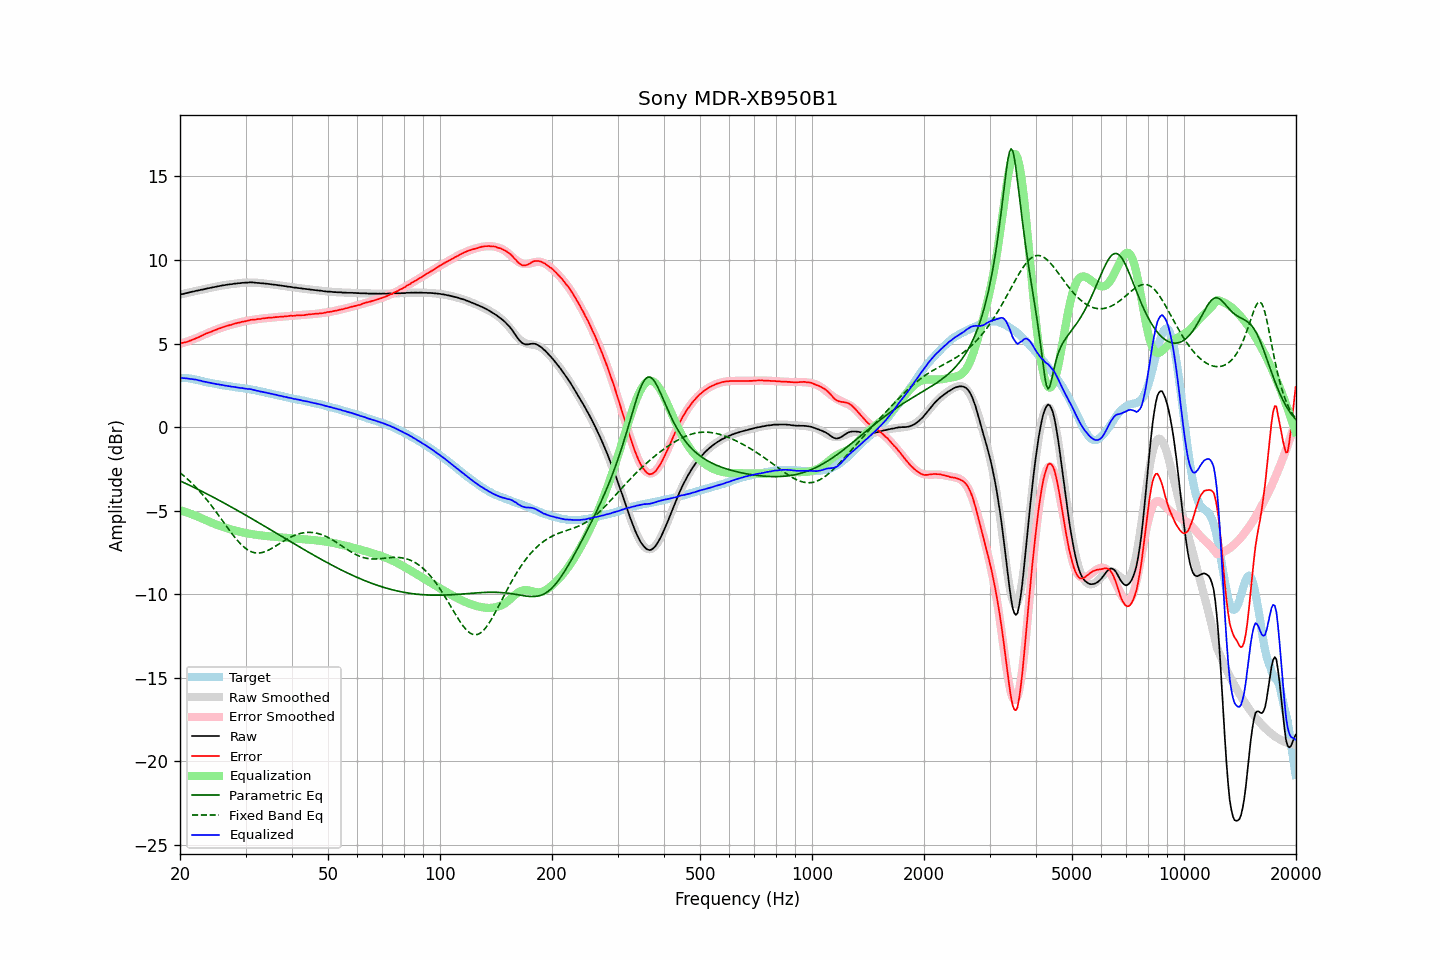 Sony MDR-XB950B1
Amplitude (dBr)
15
10
5
0
−5
−10
−15
−20
−25
Target
Raw Smoothed
Error Smoothed
Raw
Error
Equalization
Parametric Eq
Fixed Band Eq
Equalized
20 50 100 200 500 1000 2000 5000 10000 20000
Frequency (Hz)